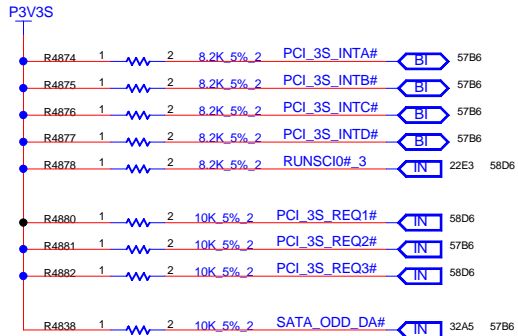 P3V3S
R4874 1 2 8.2K_5%_2 PCI_3S_INTA# BI 57B6
R4875 1 2 8.2K_5%_2 PCI_3S_INTB# BI 57B6
R4876 1 2 8.2K_5%_2 PCI_3S_INTC# BI 57B6
R4877 1 2 8.2K_5%_2 PCI_3S_INTD# BI 57B6
R4878 1 2 8.2K_5%_2 RUNSCI0#_3 IN 22E3 58D6
R4880 1 2 10K_5%_2 PCI_3S_REQ1# IN 58D6
R4881 1 2 10K_5%_2 PCI_3S_REQ2# IN 57B6
R4882 1 2 10K_5%_2 PCI_3S_REQ3# IN 58D6
R4838 1 2 10K_5%_2 SATA_ODD_DA# IN 32A5 57B6